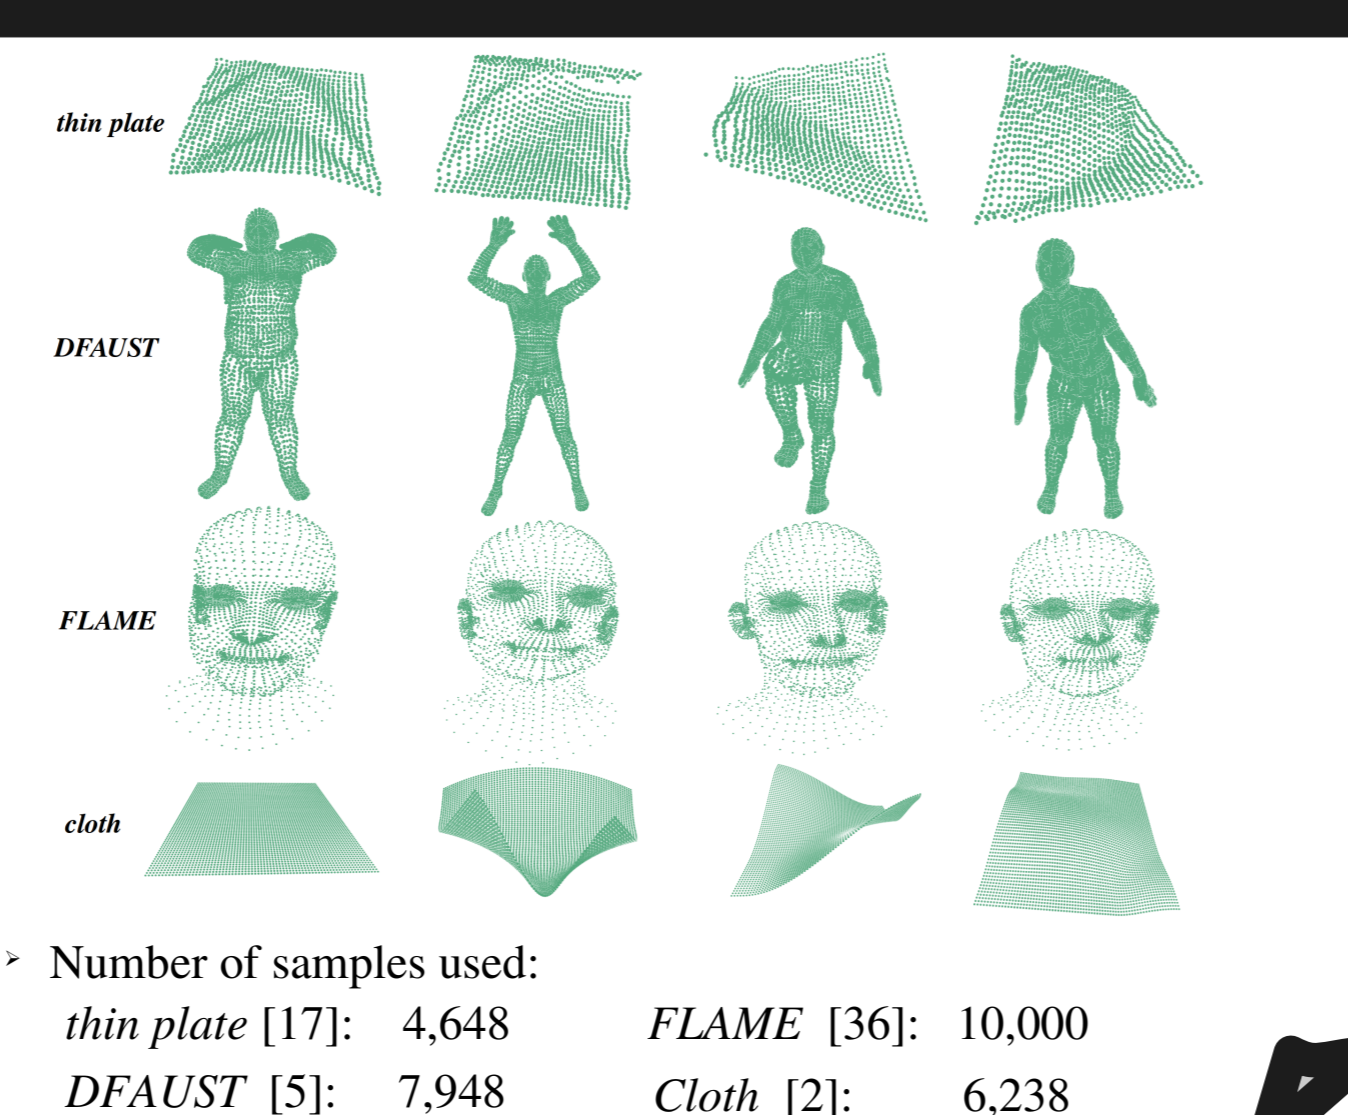 thin plate
DFAUST
FLAME
cloth
Number of samples used:
thin plate [17]: 4,648 FLAME [36]: 10,000
DFAUST [5]: 7,948 Cloth [2]: 6,238